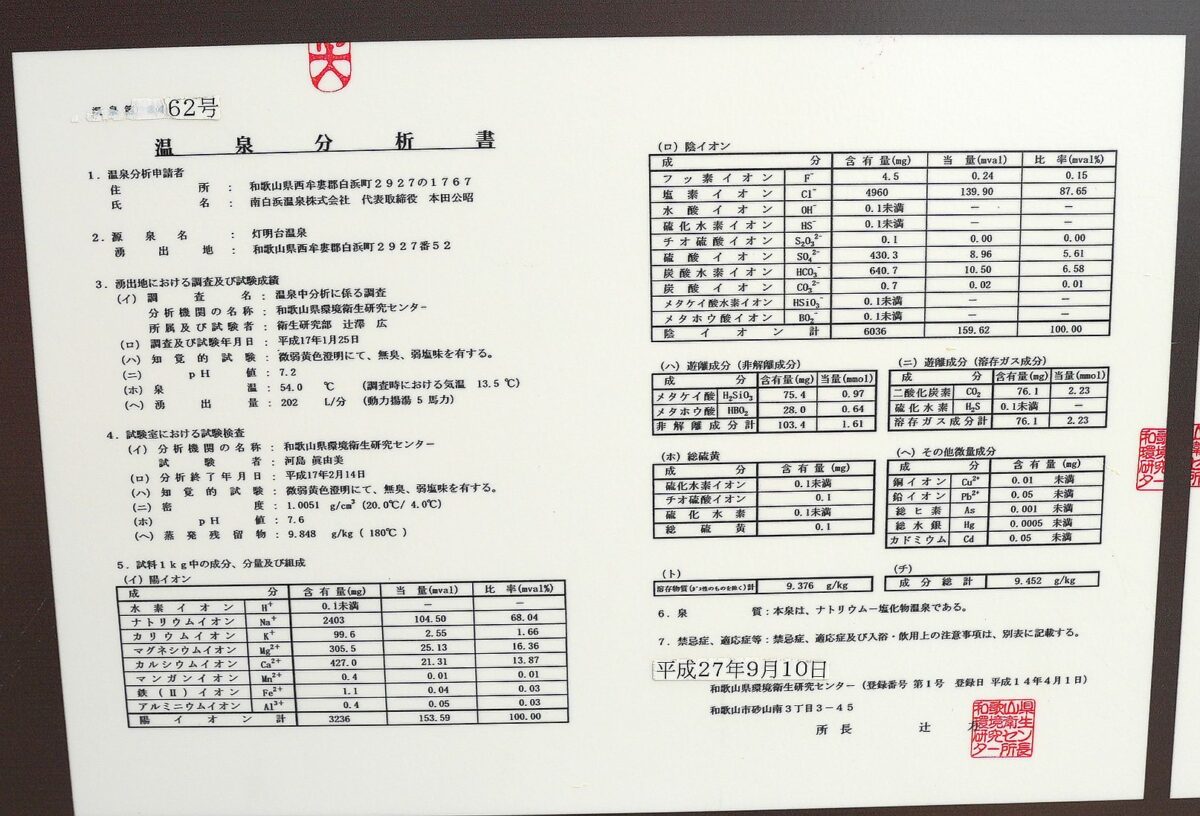 62号
温泉分析書
1．温泉分析申請者
住所：和歌山県西牟婁郡白浜町2927の1767
氏名：南白浜温泉株式会社 代表取締役 本田公昭
2．源泉名：灯明台温泉
湧出地：和歌山県西牟婁郡白浜町2927番52
3．湧出地における調査及び試験成績
(イ) 調査名：温泉中分析に係る調査
分析機関の名称：和歌山県環境衛生研究センター
所属及び試験者：衛生研究部 辻澤 広
(ロ) 調査及び試験年月日：平成17年1月25日
(ハ) 知覚的試験：微弱黄色澄明にて、無臭、弱塩味を有する。
(ニ) pH値：7.2
(ホ) 泉温：54.0 ℃ (調査時における気温 13.5℃)
(ヘ) 湧出量：202 L/分 (動力揚湯5馬力)
4．試験室における試験検査
(イ) 分析機関の名称：和歌山県環境衛生研究センター
試験者：河島 眞由美
(ロ) 分析終了年月日：平成17年2月14日
(ハ) 知覚的試験：微弱黄色澄明にて、無臭、弱塩味を有する。
(ニ) 密度：1.0051 g/cm³ (20.0℃/ 4.0℃)
(ホ) pH値：7.6
(ヘ) 蒸発残留物：9.848 g/kg ( 180℃ )
5．試料1kg中の成分、分量及び組成
(イ) 陽イオン
成分 含有量(mg) 当量(mval) 比率(mval%)
水素イオン H⁺ 0.1未満 － －
ナトリウムイオン Na⁺ 2403 104.50 68.04
カリウムイオン K⁺ 99.6 2.55 1.66
マグネシウムイオン Mg²⁺ 305.5 25.13 16.36
カルシウムイオン Ca²⁺ 427.0 21.31 13.87
マンガンイオン Mn²⁺ 0.4 0.01 0.01
鉄(II)イオン Fe²⁺ 1.1 0.04 0.03
アルミニウムイオン Al³⁺ 0.4 0.05 0.03
陽イオン計 3236 153.59 100.00
(ロ) 陰イオン
成分 含有量(mg) 当量(mval) 比率(mval%)
フッ素イオン F⁻ 4.5 0.24 0.15
塩素イオン Cl⁻ 4960 139.90 87.65
水酸イオン OH⁻ 0.1未満 － －
硫化水素イオン HS⁻ 0.1未満 － －
チオ硫酸イオン S₂O₃²⁻ 0.1 0.00 0.00
硫酸イオン SO₄²⁻ 430.3 8.96 5.61
炭酸水素イオン HCO₃⁻ 640.7 10.50 6.58
炭酸イオン CO₃²⁻ 0.7 0.02 0.01
メタケイ酸水素イオン HSiO₃⁻ 0.1未満 － －
メタホウ酸イオン BO₂⁻ 0.1未満 － －
陰イオン計 6036 159.62 100.00
(ハ) 遊離成分 (非解離成分)
成分 含有量(mg) 当量(mmol)
メタケイ酸 H₂SiO₃ 75.4 0.97
メタホウ酸 HBO₂ 28.0 0.64
非解離成分計 103.4 1.61
(ニ) 遊離成分 (溶存ガス成分)
成分 含有量(mg) 当量(mmol)
二酸化炭素 CO₂ 76.1 2.23
硫化水素 H₂S 0.1未満 －
溶存ガス成分計 76.1 2.23
(ホ) 総硫黄
成分 含有量(mg)
硫化水素イオン 0.1未満
チオ硫酸イオン 0.1
硫化水素 0.1未満
総硫黄 0.1
(ヘ) その他微量成分
成分 含有量(mg)
銅イオン Cu²⁺ 0.01 未満
鉛イオン Pb²⁺ 0.05 未満
総ヒ素 As 0.001 未満
総水銀 Hg 0.0005 未満
カドミウム Cd 0.05 未満
(ト)
溶存物質(ガス性のものを除く)計 9.376 g/kg
(チ)
成分総計 9.452 g/kg
6．泉質：本泉は、ナトリウム－塩化物温泉である。
7．禁忌症、適応症等：禁忌症、適応症及び入浴・飲用上の注意事項は、別表に記載する。
平成27年9月10日
和歌山県環境衛生研究センター (登録番号 第1号 登録日 平成14年4月1日)
和歌山市砂山南3丁目3－45
所長 辻